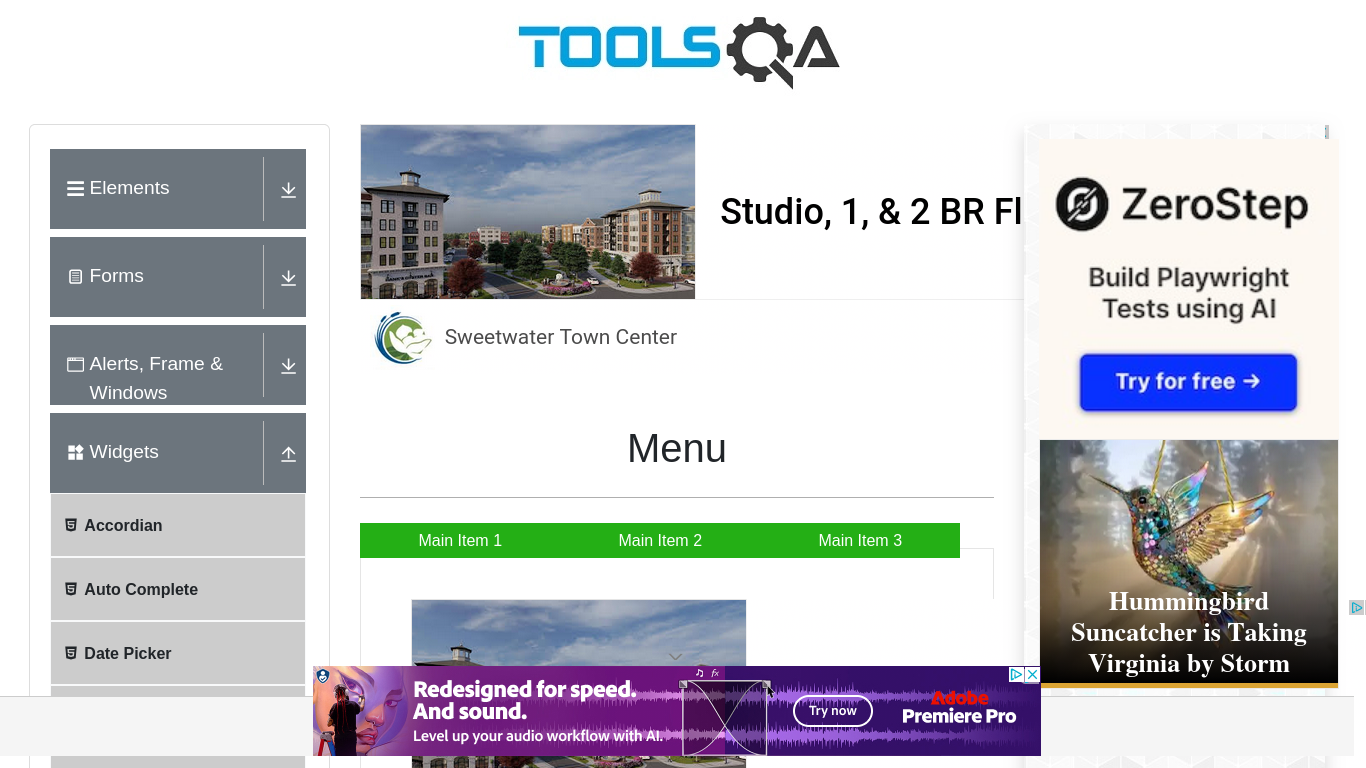 TOOLSQA
Elements
Forms
Alerts, Frame &
Windows
Widgets
Accordian
Auto Complete
Date Picker
Studio, 1, & 2 BR Fl
Sweetwater Town Center
Menu
Main Item 1
Main Item 2
Main Item 3
ZeroStep
Build Playwright
Tests using AI
Try for free →
Hummingbird
Suncatcher is Taking
Virginia by Storm
Redesigned for speed.
And sound.
Level up your audio workflow with AI.
fx
Try now
Adobe
Premiere Pro